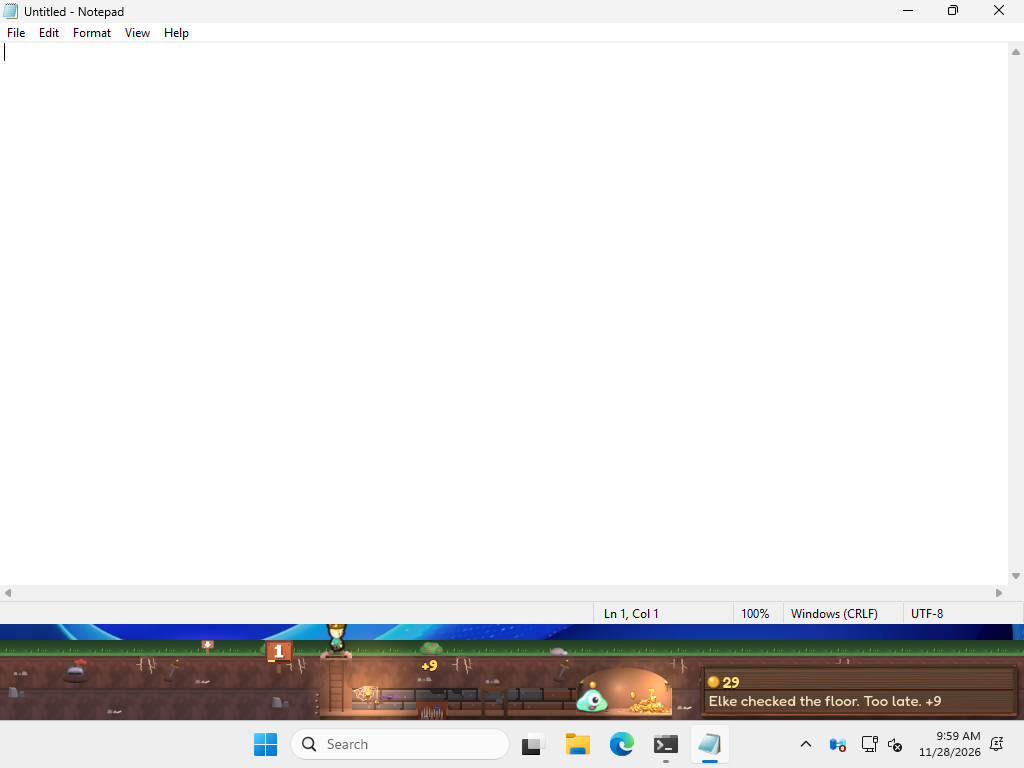 Untitled - Notepad
File Edit Format View Help
Ln 1, Col 1 100% Windows (CRLF) UTF-8
1
+9
29
Elke checked the floor. Too late. +9
Search
9:59 AM
11/28/2026